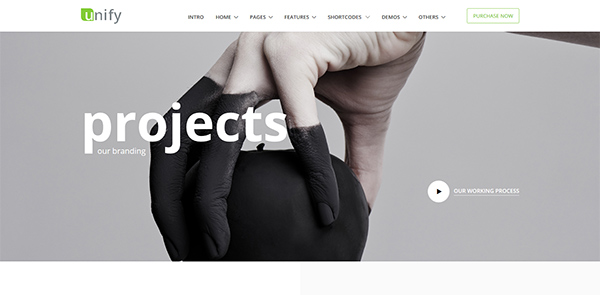 unify
INTRO HOME PAGES FEATURES SHORTCODES DEMOS OTHERS PURCHASE NOW
projects
our branding
OUR WORKING PROCESS